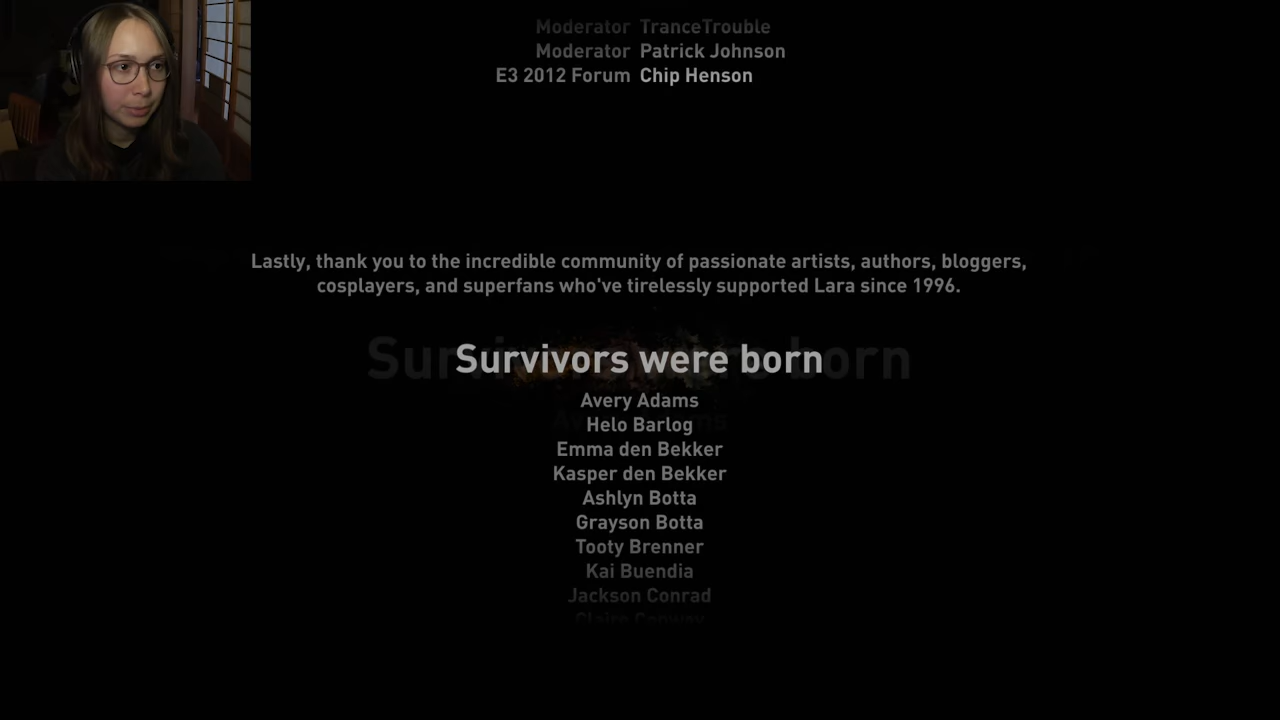 Moderator TranceTrouble
Moderator Patrick Johnson
E3 2012 Forum Chip Henson
Lastly, thank you to the incredible community of passionate artists, authors, bloggers,
cosplayers, and superfans who've tirelessly supported Lara since 1996.
Survivors were born
Avery Adams
Helo Barlog
Emma den Bekker
Kasper den Bekker
Ashlyn Botta
Grayson Botta
Tooty Brenner
Kai Buendia
Jackson Conrad
Claire Conway